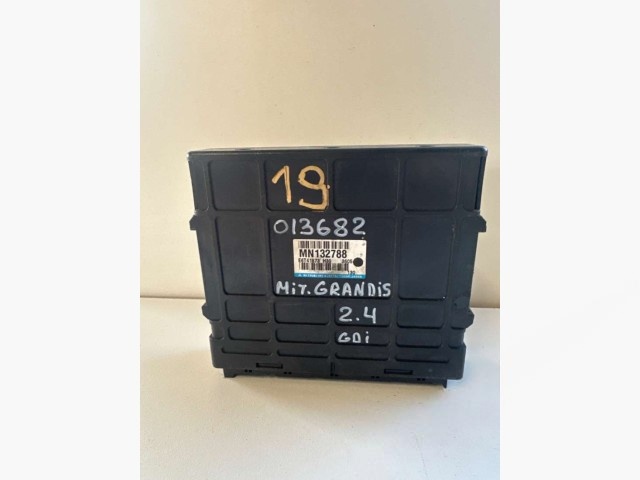 19
013682
MN132788
MiT. GRANDiS
2.4
GDi